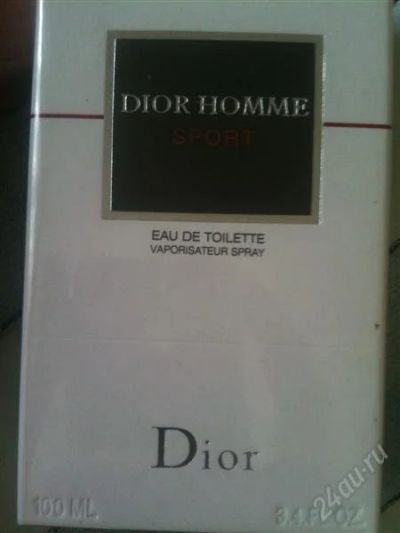 DIOR HOMME
SPORT
EAU DE TOILETTE
VAPORISATEUR SPRAY
Dior
100 ML
3.4 FL OZ
24au.ru